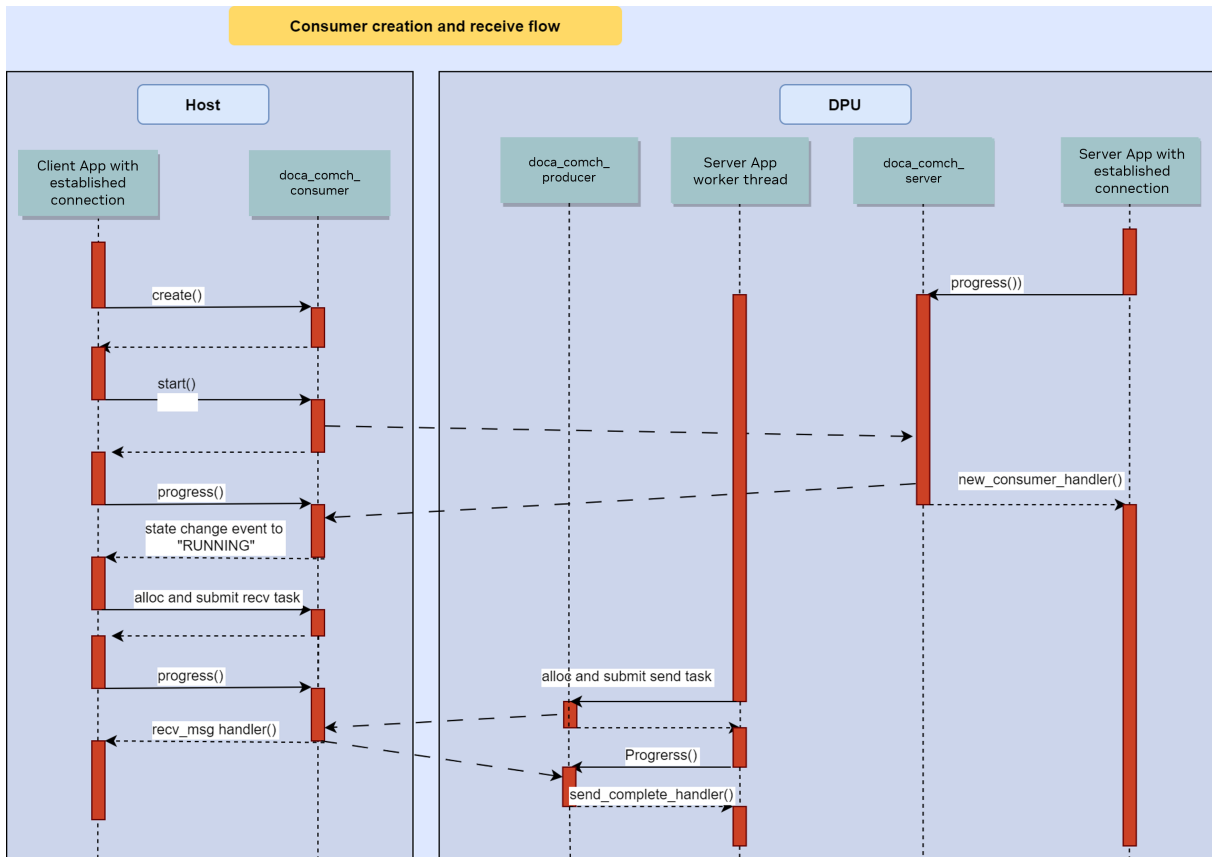 Consumer creation and receive flow
Host
DPU
Client App with
established
connection
doca_comch_
consumer
doca_comch_
producer
Server App
worker thread
doca_comch_
server
Server App with
established
connection
progress())
create()
start()
new_consumer_handler()
progress()
state change event to
"RUNNING"
alloc and submit recv task
progress()
alloc and submit send task
recv_msg handler()
Progrerss()
send_complete_handler()